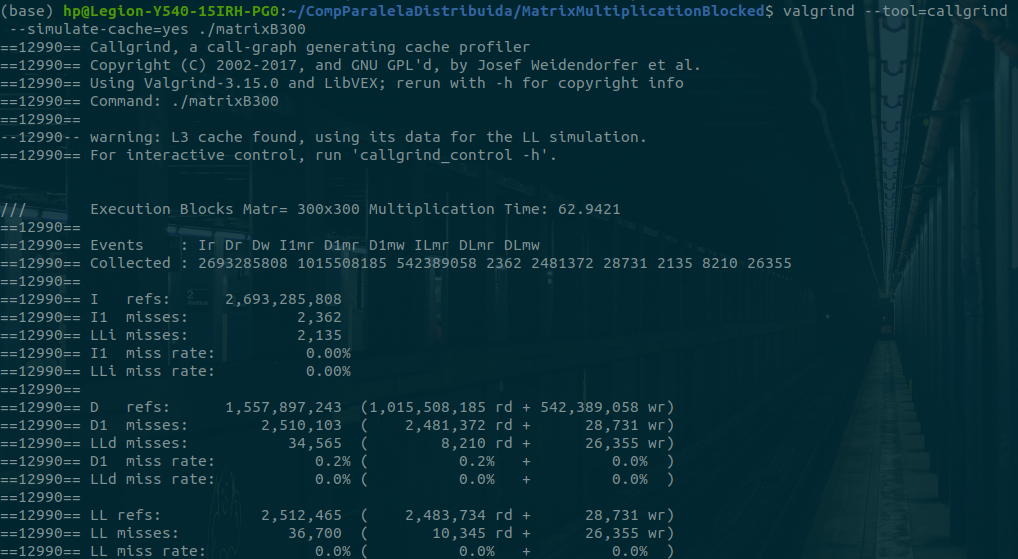 (base) hp@Legion-Y540-15IRH-PG0:~/CompParalelaDistribuida/MatrixMultiplicationBlocked$ valgrind --tool=callgrind
 --simulate-cache=yes ./matrixB300
==12990== Callgrind, a call-graph generating cache profiler
==12990== Copyright (C) 2002-2017, and GNU GPL'd, by Josef Weidendorfer et al.
==12990== Using Valgrind-3.15.0 and LibVEX; rerun with -h for copyright info
==12990== Command: ./matrixB300
==12990==
--12990-- warning: L3 cache found, using its data for the LL simulation.
==12990== For interactive control, run 'callgrind_control -h'.
///       Execution Blocks Matr= 300x300 Multiplication Time: 62.9421
==12990==
==12990== Events    : Ir Dr Dw I1mr D1mr D1mw ILmr DLmr DLmw
==12990== Collected : 2693285808 1015508185 542389058 2362 2481372 28731 2135 8210 26355
==12990==
==12990== I   refs:      2,693,285,808
==12990== I1  misses:            2,362
==12990== LLi misses:            2,135
==12990== I1  miss rate:          0.00%
==12990== LLi miss rate:          0.00%
==12990==
==12990== D   refs:      1,557,897,243  (1,015,508,185 rd + 542,389,058 wr)
==12990== D1  misses:        2,510,103  (    2,481,372 rd +      28,731 wr)
==12990== LLd misses:           34,565  (        8,210 rd +      26,355 wr)
==12990== D1  miss rate:           0.2% (          0.2%   +         0.0%  )
==12990== LLd miss rate:           0.0% (          0.0%   +         0.0%  )
==12990==
==12990== LL refs:           2,512,465  (    2,483,734 rd +      28,731 wr)
==12990== LL misses:            36,700  (       10,345 rd +      26,355 wr)
==12990== LL miss rate:            0.0% (          0.0%   +         0.0%  )